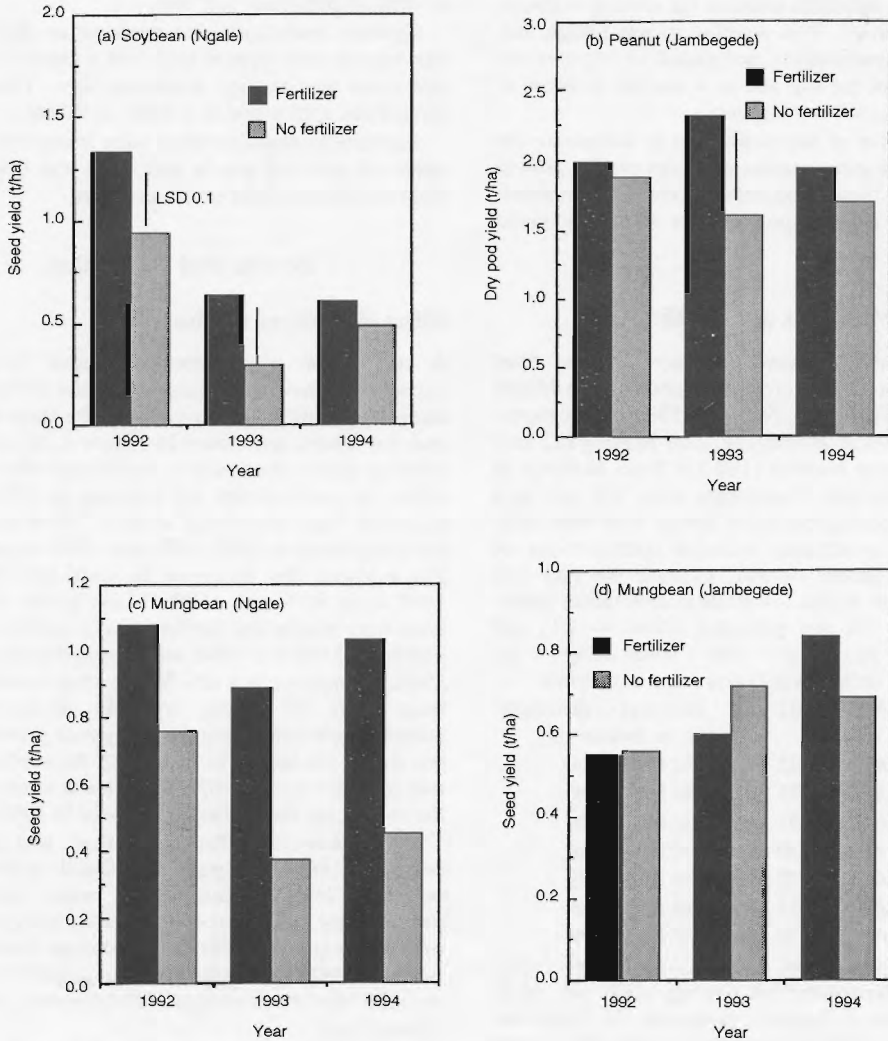 (a) Soybean (Ngale)
Fertilizer
No fertilizer
LSD 0.1
Seed yield (t/ha)
2.0
1.5
1.0
0.5
0.0
1992 1993 1994
Year
(b) Peanut (Jambegede)
Fertilizer
No fertilizer
Dry pod yield (t/ha)
3.0
2.5
2.0
1.5
1.0
0.5
0.0
1992 1993 1994
Year
(c) Mungbean (Ngale)
Seed yield (t/ha)
1.2
1.0
0.8
0.6
0.4
0.2
0.0
1992 1993 1994
Year
(d) Mungbean (Jambegede)
Fertilizer
No fertilizer
Seed yield (t/ha)
1.0
0.8
0.6
0.4
0.2
0.0
1992 1993 1994
Year